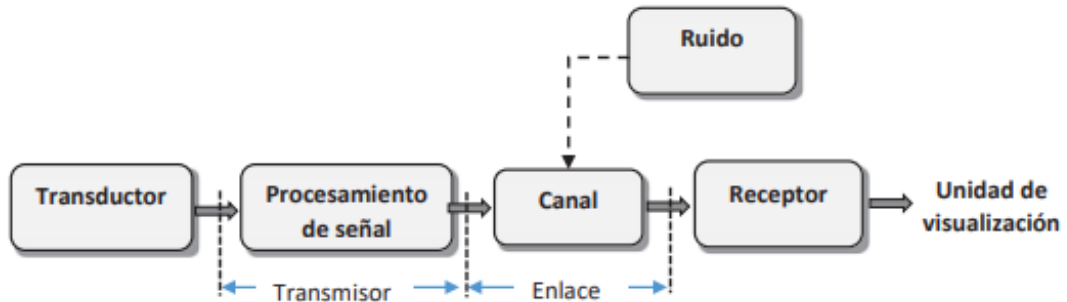 Ruido
Transductor
Procesamiento
de señal
Canal
Receptor
Unidad de
visualización
Transmisor
Enlace